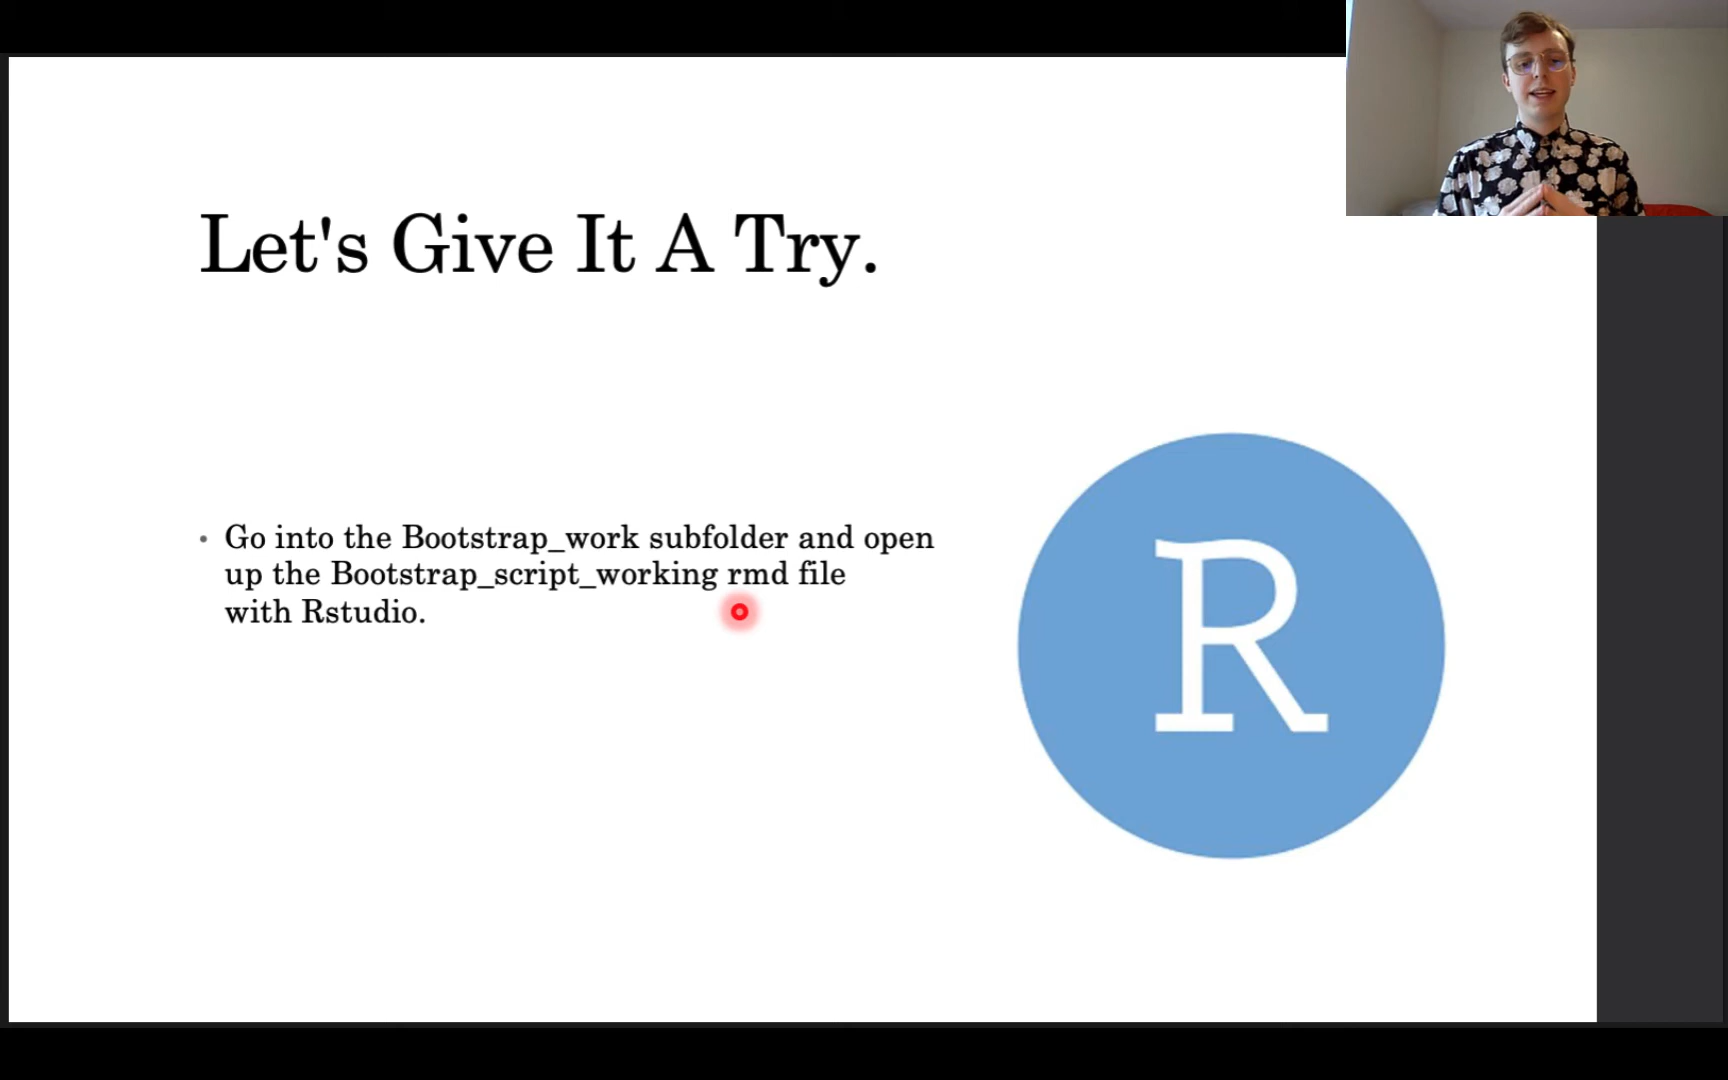 Let's Give It A Try.
• Go into the Bootstrap_work subfolder and open
up the Bootstrap_script_working rmd file
with Rstudio.
R